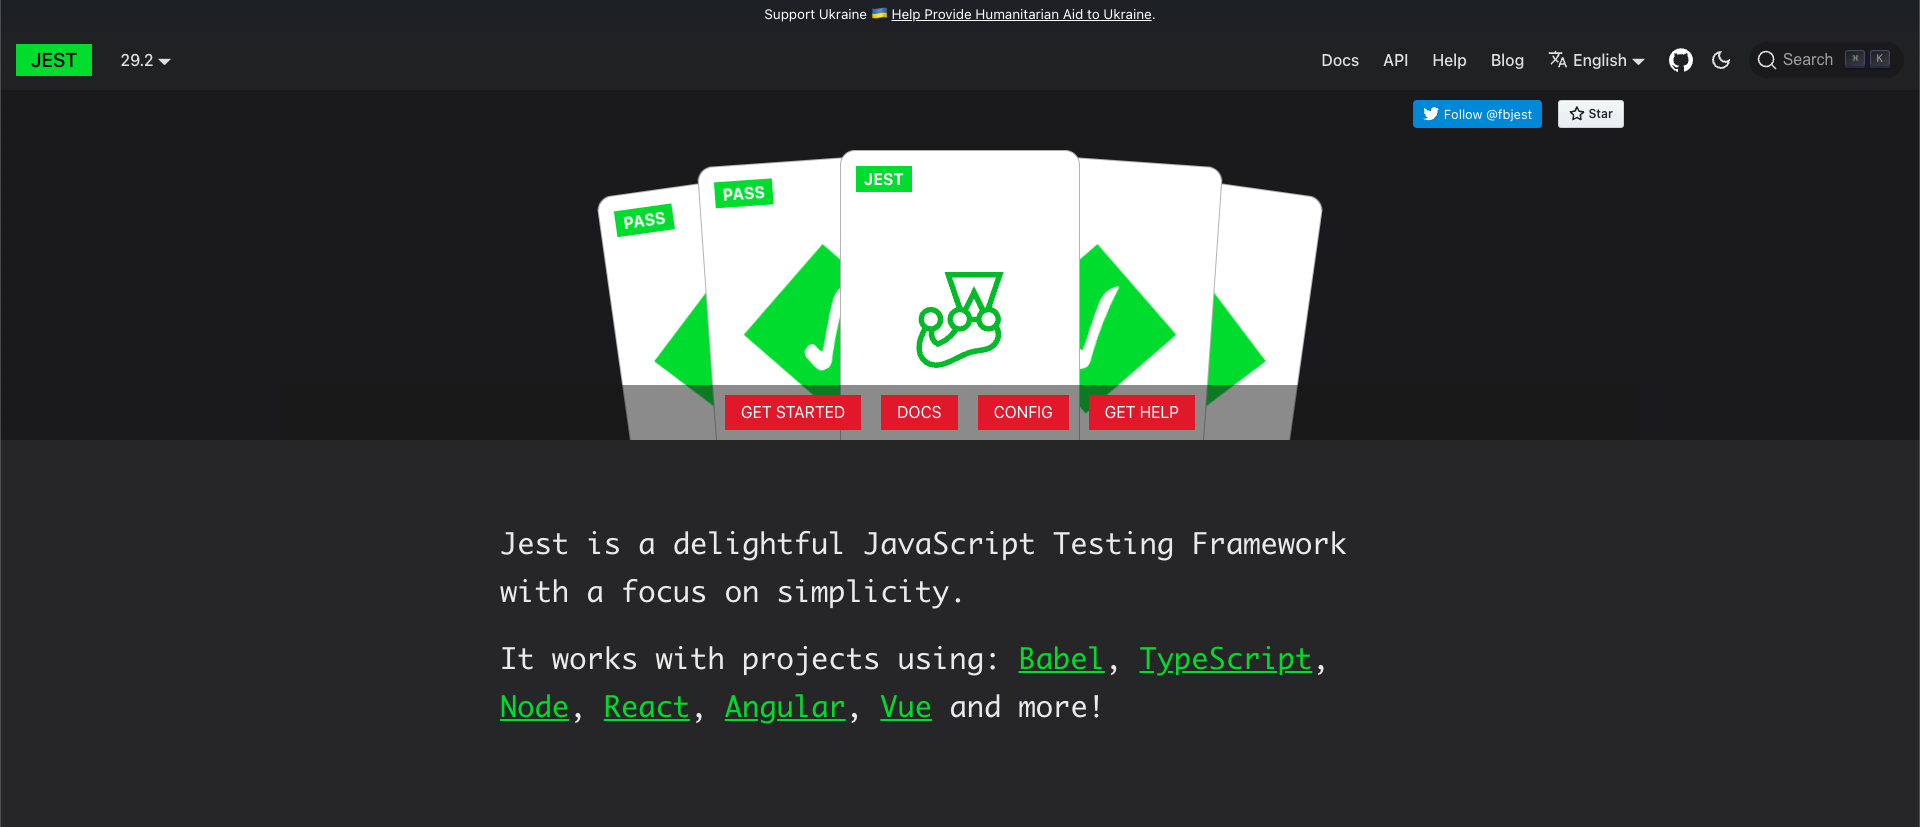 Support Ukraine 🇺🇦 Help Provide Humanitarian Aid to Ukraine.
JEST 29.2 Docs API Help Blog English Search ⌘ K
Follow @fbjest Star
PASS PASS JEST
GET STARTED DOCS CONFIG GET HELP
Jest is a delightful JavaScript Testing Framework
with a focus on simplicity.
It works with projects using: Babel, TypeScript,
Node, React, Angular, Vue and more!